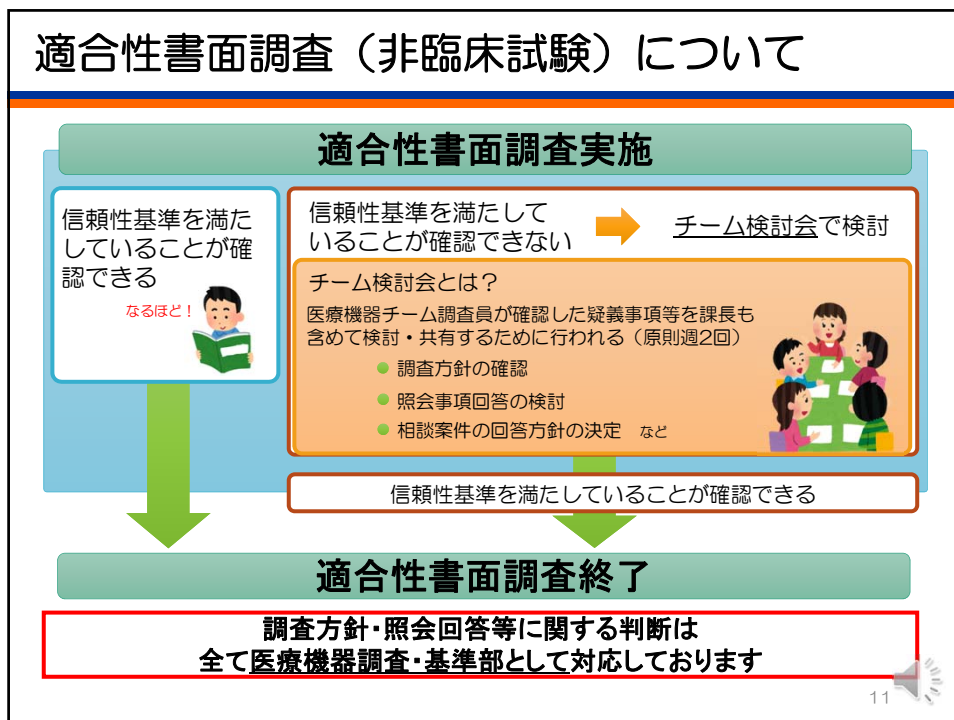 適合性書面調査（非臨床試験）について
適合性書面調査実施
信頼性基準を満た
していることが確
認できる
なるほど！
信頼性基準を満たして
いることが確認できない
チーム検討会で検討
チーム検討会とは？
医療機器チーム調査員が確認した疑義事項等を課長も
含めて検討・共有するために行われる（原則週2回）
調査方針の確認
照会事項回答の検討
相談案件の回答方針の決定　など
信頼性基準を満たしていることが確認できる
適合性書面調査終了
調査方針・照会回答等に関する判断は
全て医療機器調査・基準部として対応しております
11